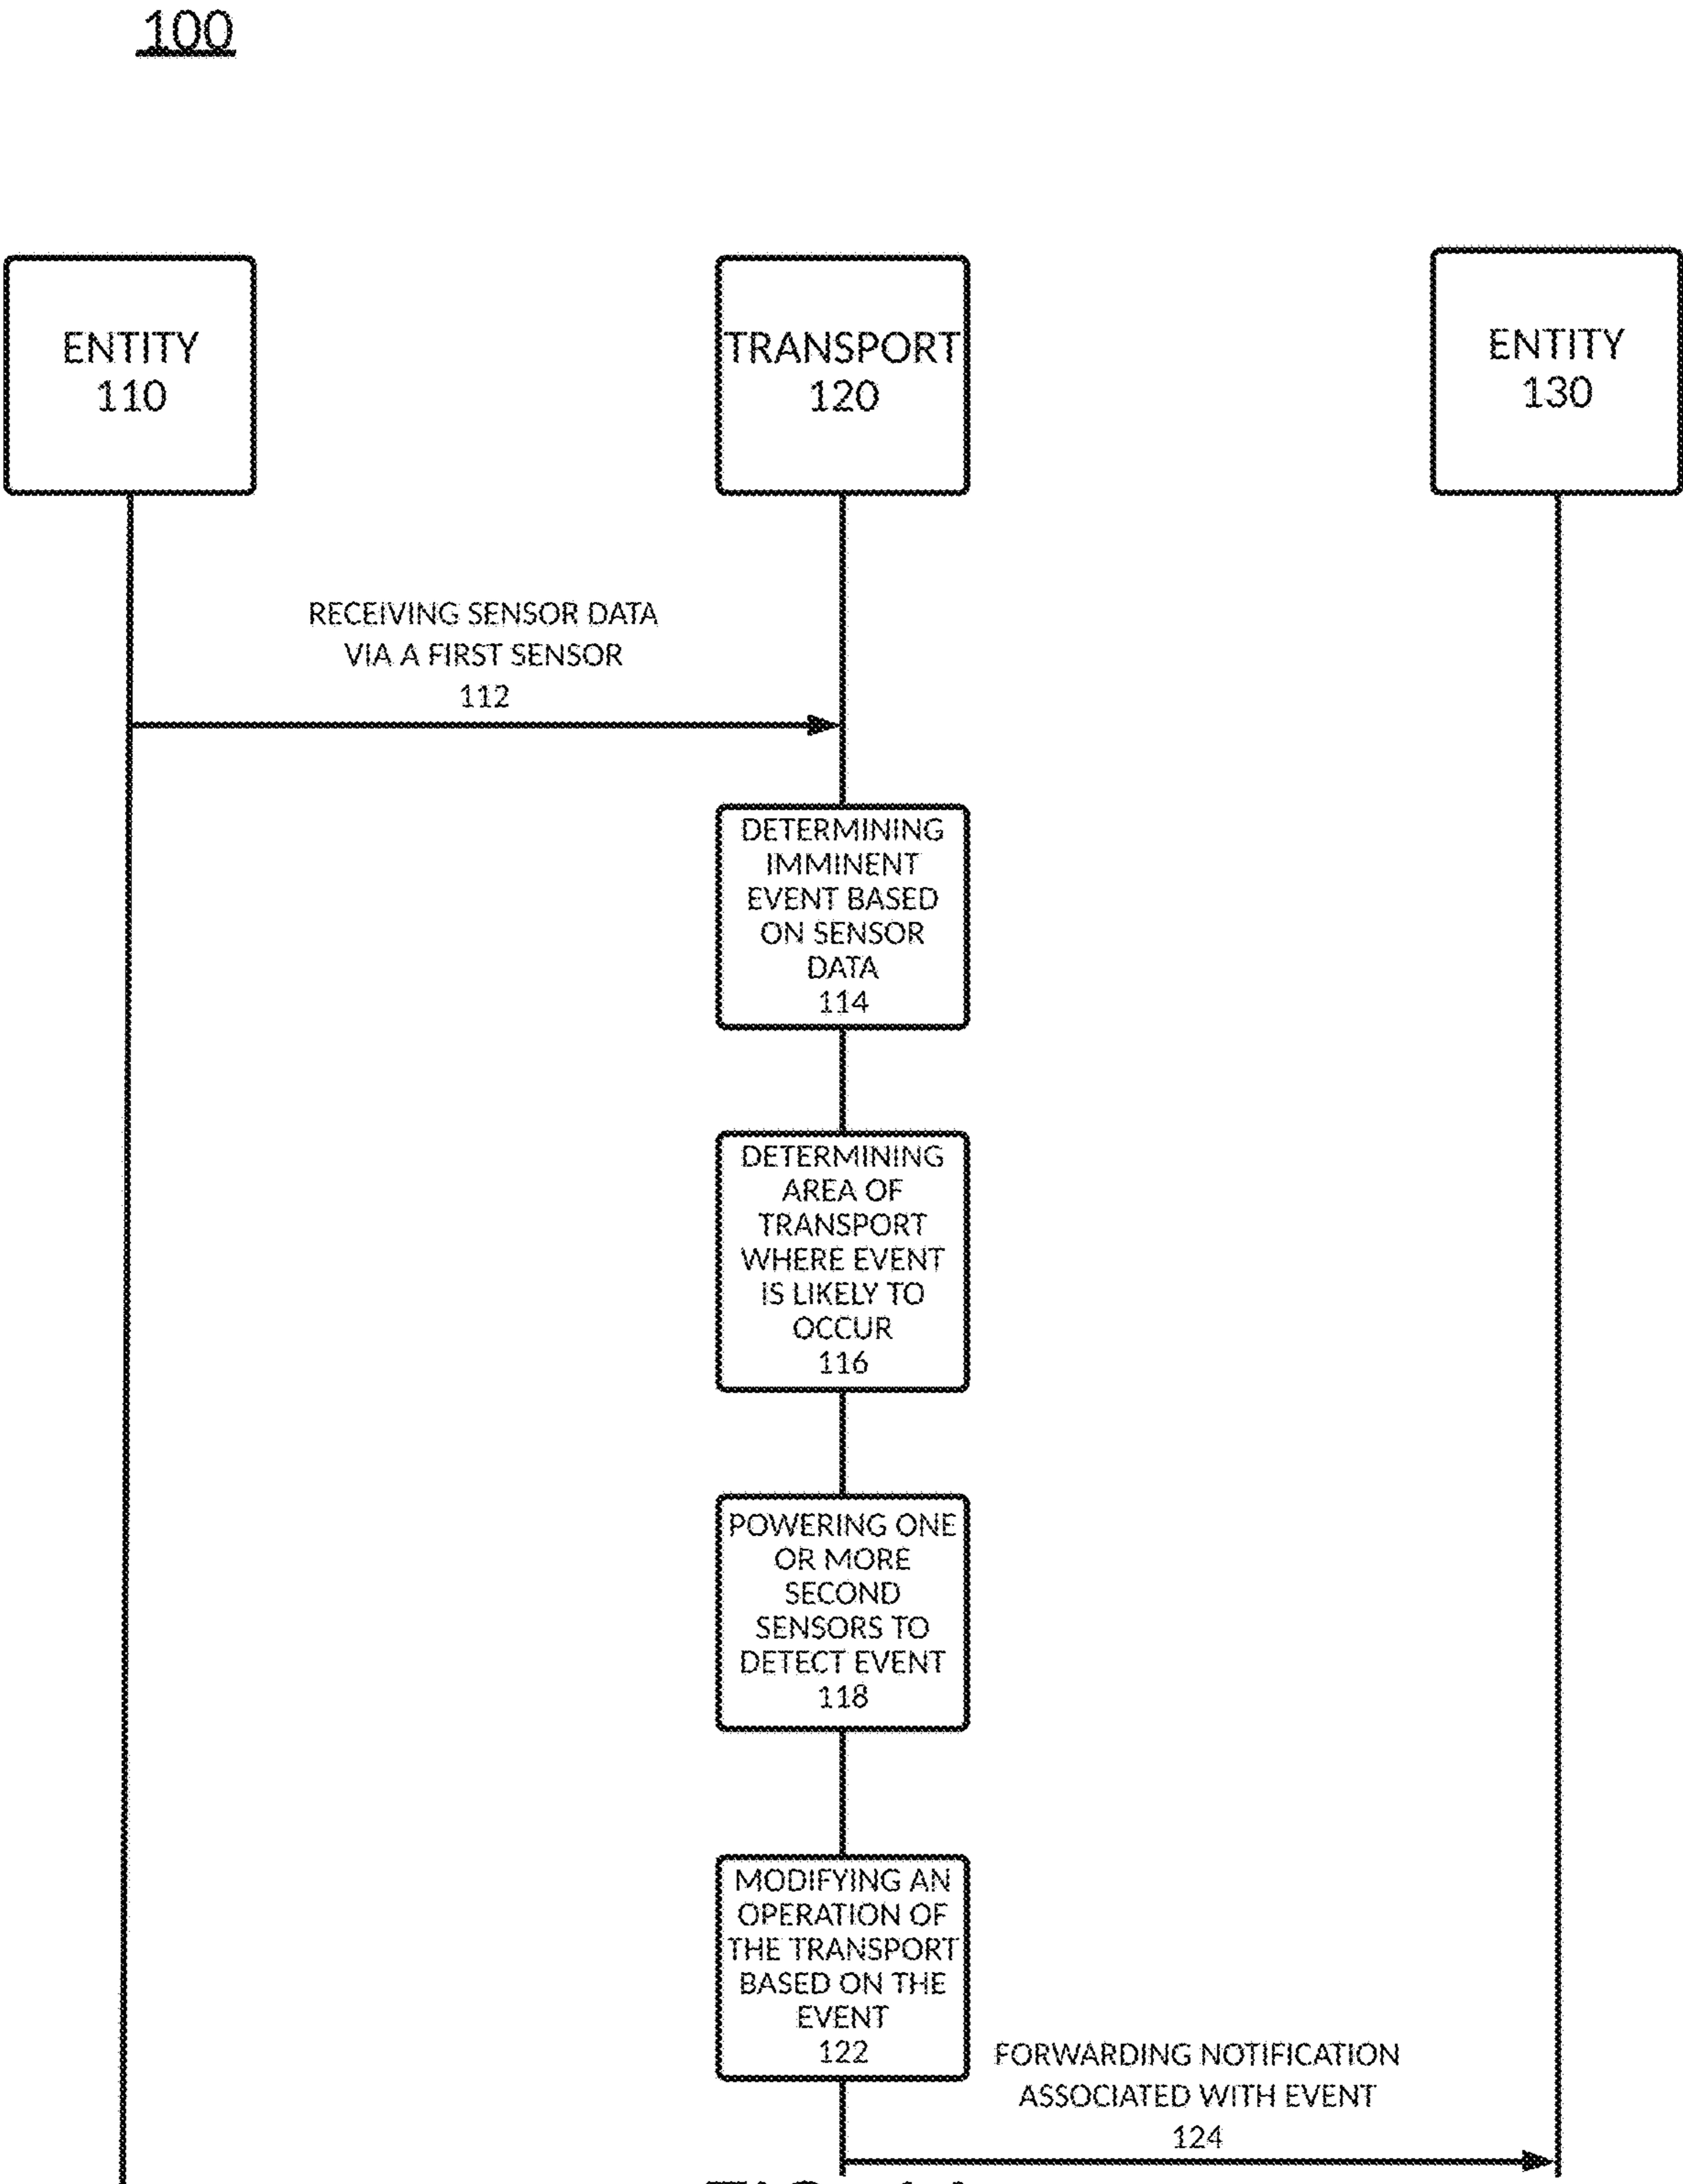 100
ENTITY
110
TRANSPORT
120
ENTITY
130
RECEIVING SENSOR DATA
VIA A FIRST SENSOR
112
DETERMINING
IMMINENT
EVENT BASED
ON SENSOR
DATA
114
DETERMINING
AREA OF
TRANSPORT
WHERE EVENT
IS LIKELY TO
OCCUR
116
POWERING ONE
OR MORE
SECOND
SENSORS TO
DETECT EVENT
118
MODIFYING AN
OPERATION OF
THE TRANSPORT
BASED ON THE
EVENT
122
FORWARDING NOTIFICATION
ASSOCIATED WITH EVENT
124